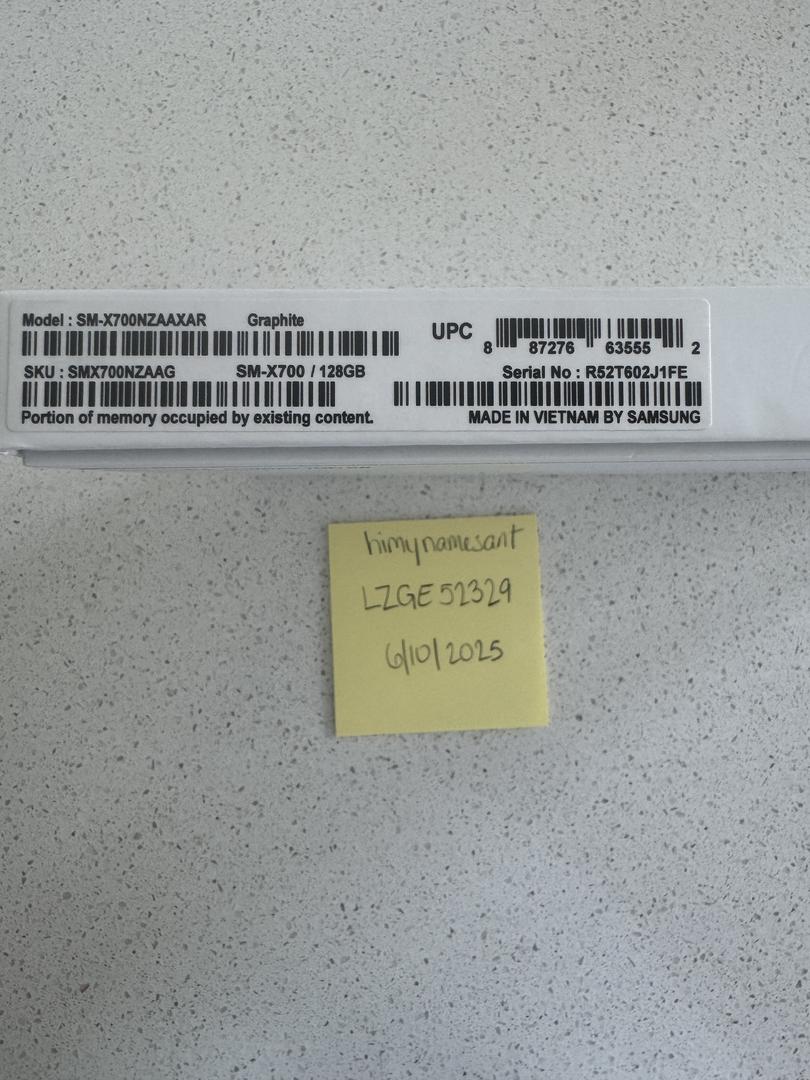 Model : SM-X700NZAAXAR Graphite
UPC 8 87276 63555 2
SKU : SMX700NZAAG SM-X700 / 128GB
Serial No : R52T602J1FE
Portion of memory occupied by existing content.
MADE IN VIETNAM BY SAMSUNG
himynamesant
LZGE52329
6/10/2025